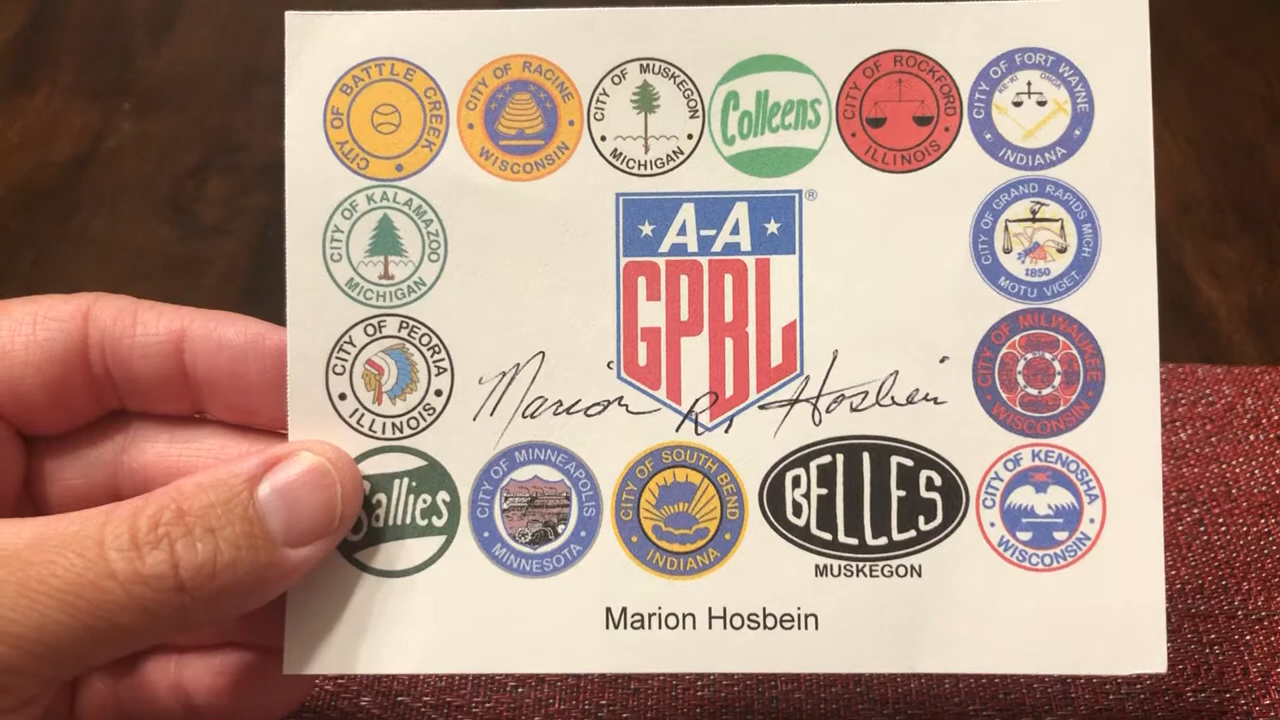 CITY OF BATTLE CREEK
CITY OF RACINE WISCONSIN
CITY OF MUSKEGON MICHIGAN
Colleens
CITY OF ROCKFORD ILLINOIS
CITY OF FORT WAYNE INDIANA
KE-KI ONGA
CITY OF KALAMAZOO MICHIGAN
A-A
GPBL
®
CITY OF GRAND RAPIDS MICH.
1850
MOTU VIGET.
CITY OF PEORIA ILLINOIS
Marion R. Hosbein
CITY OF MILWAUKEE WISCONSIN
Sallies
CITY OF MINNEAPOLIS MINNESOTA
CITY OF SOUTH BEND INDIANA
BELLES
MUSKEGON
CITY OF KENOSHA WISCONSIN
Marion Hosbein